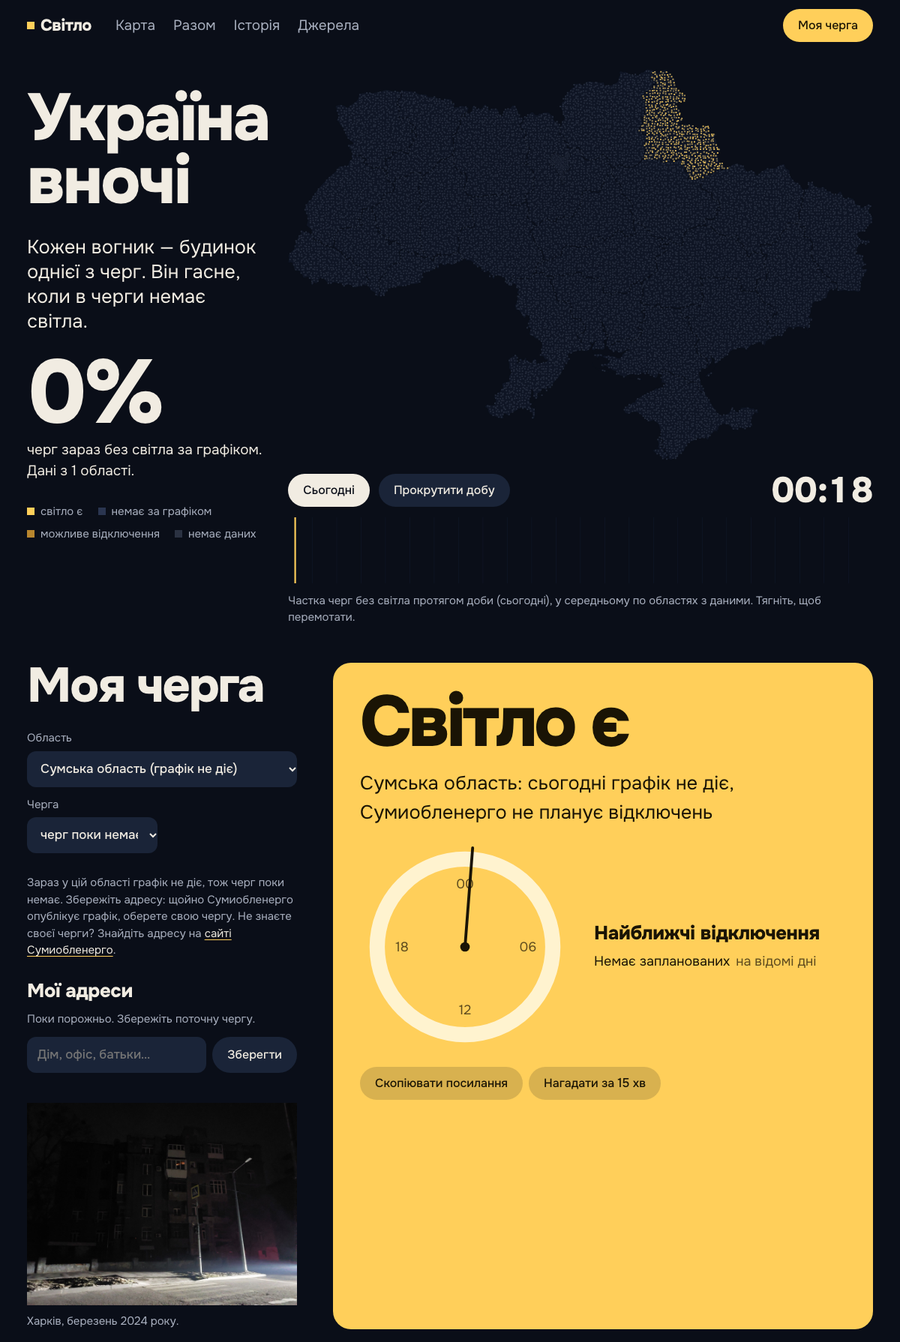 Світло
Карта
Разом
Історія
Джерела
Моя черга
Україна
вночі
Кожен вогник — будинок
однієї з черг. Він гасне,
коли в черги немає
світла.
0%
черг зараз без світла за графіком.
Дані з 1 області.
світло є
немає за графіком
можливе відключення
немає даних
Сьогодні
Прокрутити добу
00:18
Частка черг без світла протягом доби (сьогодні), у середньому по областях з даними. Тягніть, щоб
перемотати.
Моя черга
Область
Сумська область (графік не діє)
Черга
черг поки немає
Зараз у цій області графік не діє, тож черг поки
немає. Збережіть адресу: щойно Сумиобленерго
опублікує графік, оберете свою чергу. Не знаєте
своєї черги? Знайдіть адресу на сайті
Сумиобленерго.
Мої адреси
Поки порожньо. Збережіть поточну чергу.
Дім, офіс, батьки…
Зберегти
Харків, березень 2024 року.
Світло є
Сумська область: сьогодні графік не діє,
Сумиобленерго не планує відключень
00
18
06
12
Найближчі відключення
Немає запланованих на відомі дні
Скопіювати посилання
Нагадати за 15 хв